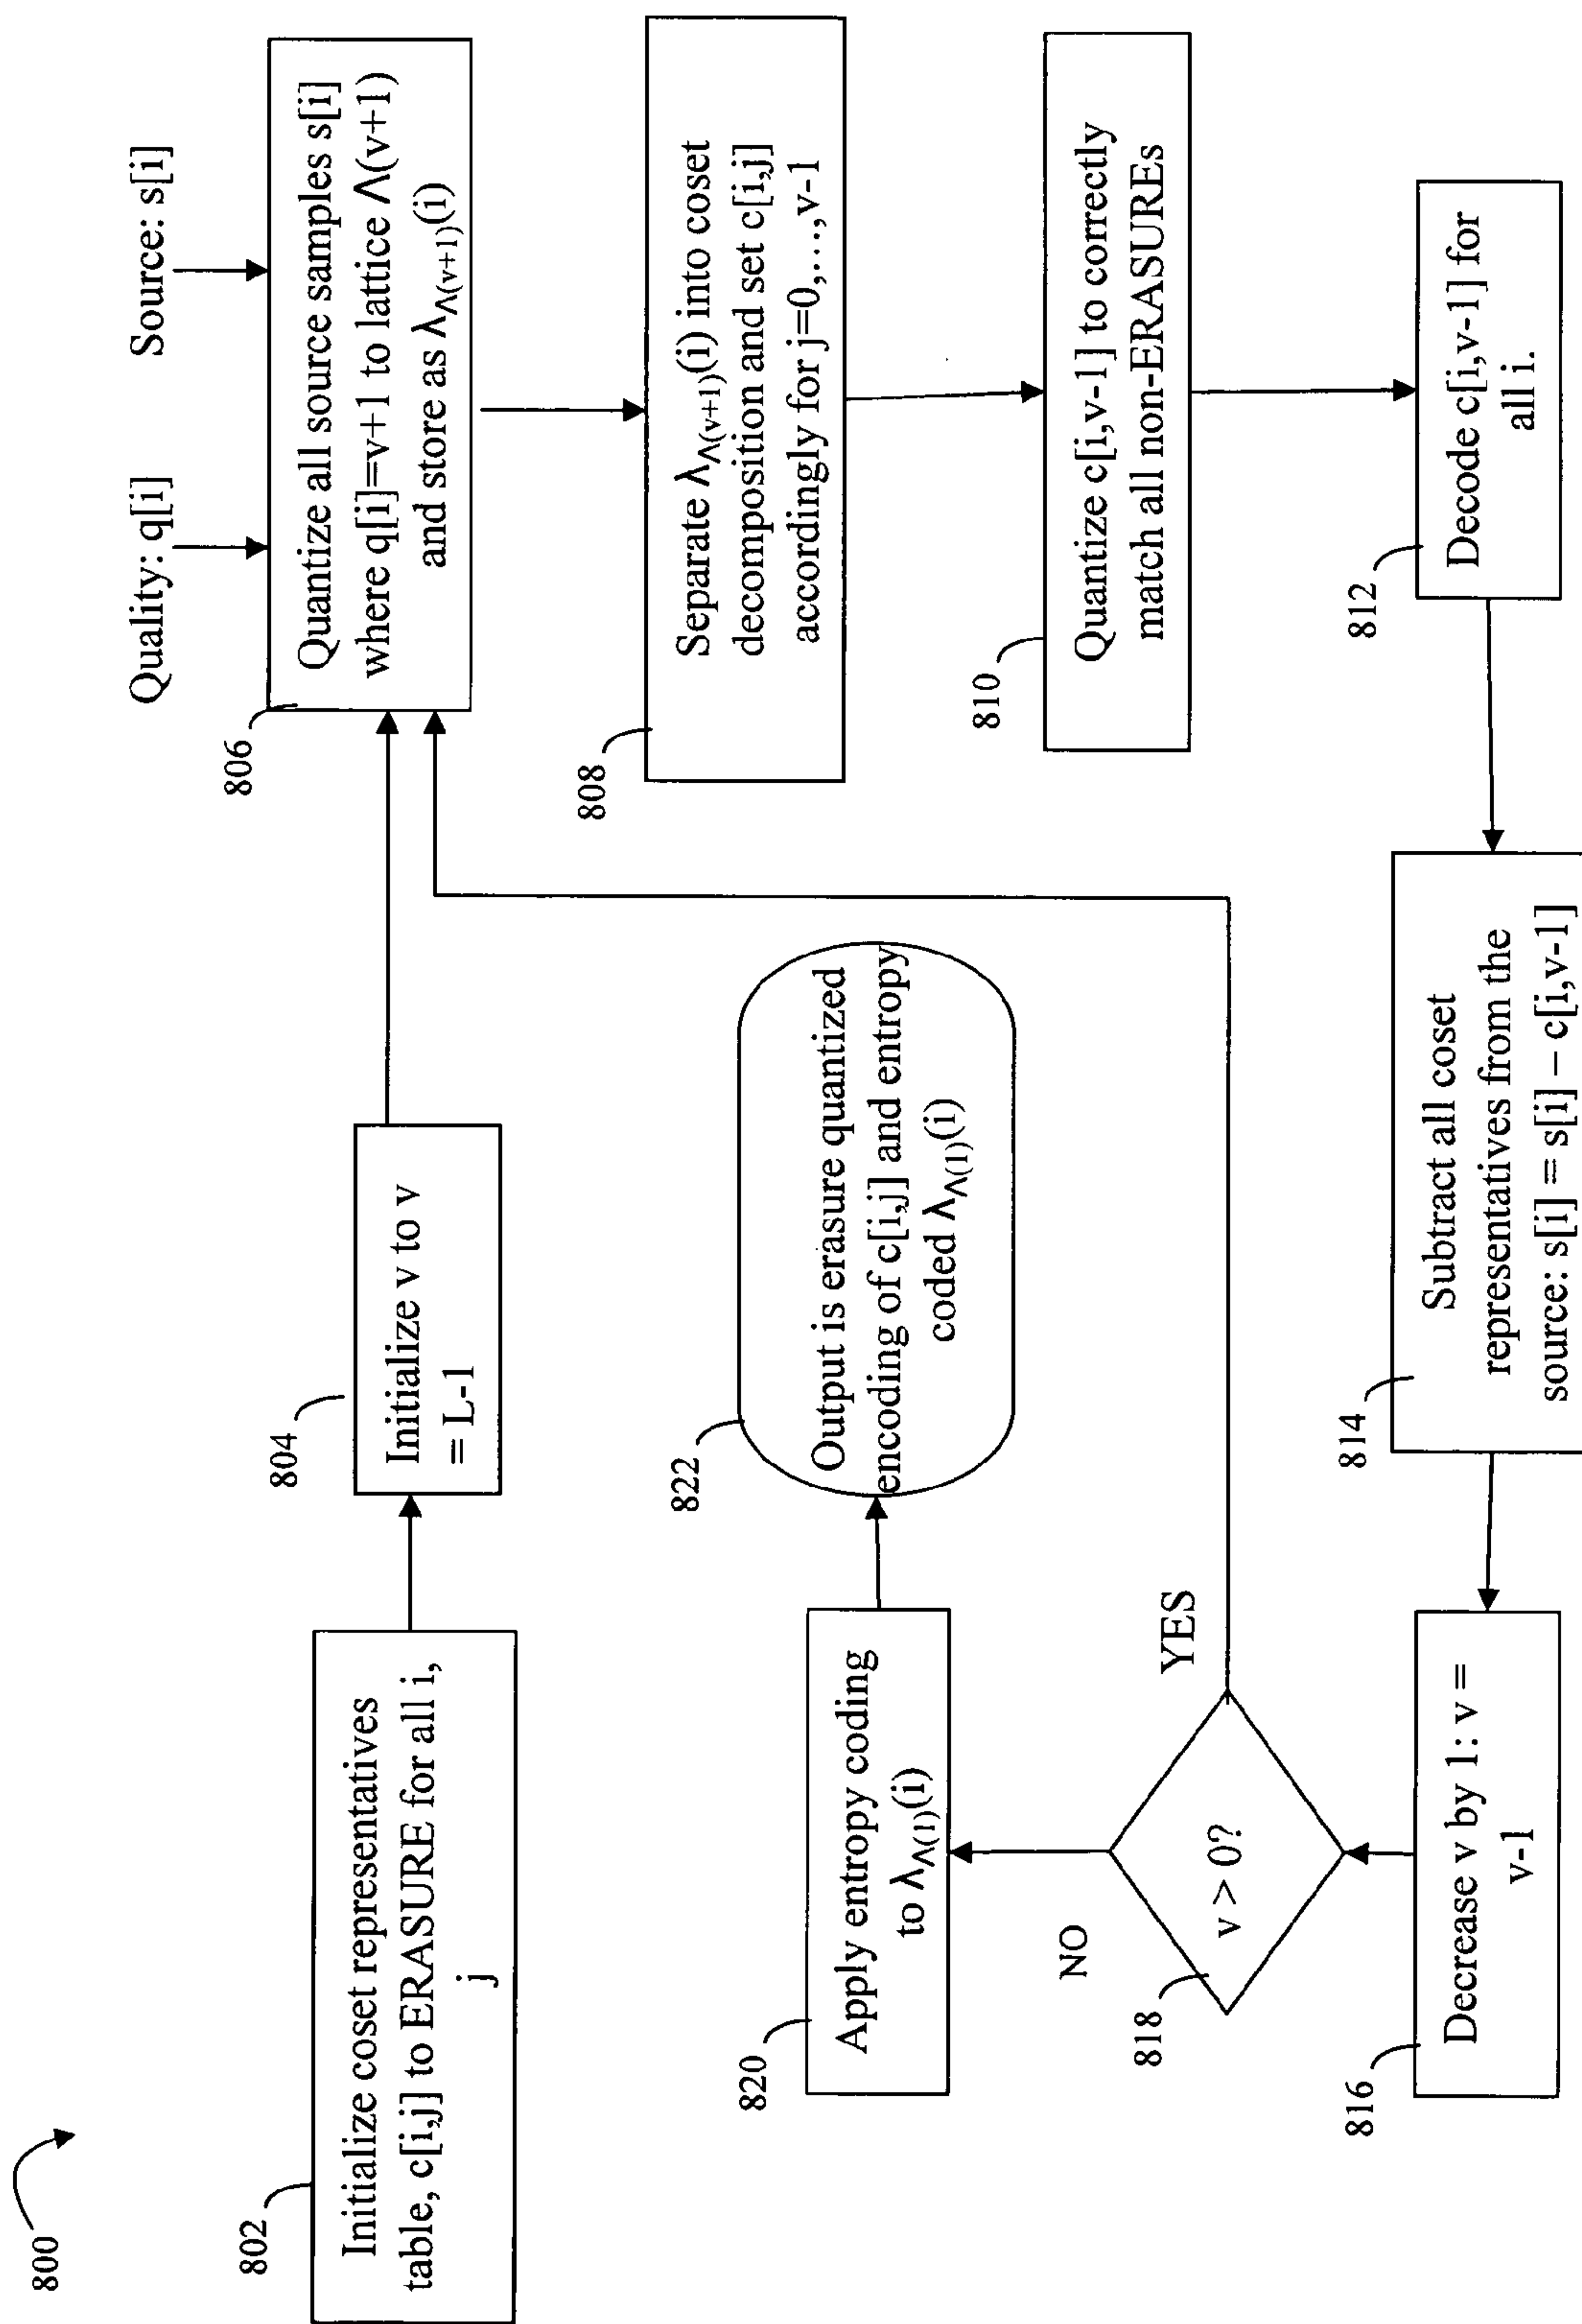 800
802
Initialize coset representatives
table, c[i,j] to ERASURE for all i,
j
804
Initialize v to v
= L-1
Quality: q[i]
Source: s[i]
806
Quantize all source samples s[i]
where q[i]=v+1 to lattice Λ(v+1)
and store as λΛ(v+1)(i)
808
Separate λΛ(v+1)(i) into coset
decomposition and set c[i,j]
accordingly for j=0,…,v-1
810
Quantize c[i,v-1] to correctly
match all non-ERASUREs
812
Decode c[i,v-1] for
all i.
814
Subtract all coset
representatives from the
source: s[i] = s[i] – c[i,v-1]
816
Decrease v by 1: v =
v-1
818
v > 0?
YES
NO
820
Apply entropy coding
to λΛ(1)(i)
822
Output is erasure quantized
encoding of c[i,j] and entropy
coded λΛ(1)(i)